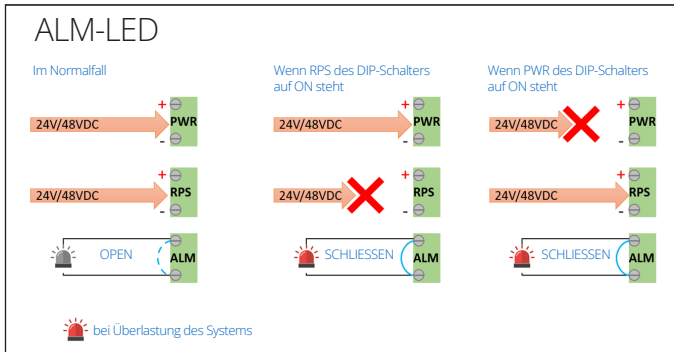 ALM-LED
Im Normalfall
24V/48VDC
+
-
PWR
24V/48VDC
+
-
RPS
OPEN
ALM
Wenn RPS des DIP-Schalters
auf ON steht
24V/48VDC
+
-
PWR
24V/48VDC
+
-
RPS
SCHLIESSEN
ALM
Wenn PWR des DIP-Schalters
auf ON steht
24V/48VDC
+
-
PWR
24V/48VDC
+
-
RPS
SCHLIESSEN
ALM
bei Überlastung des Systems